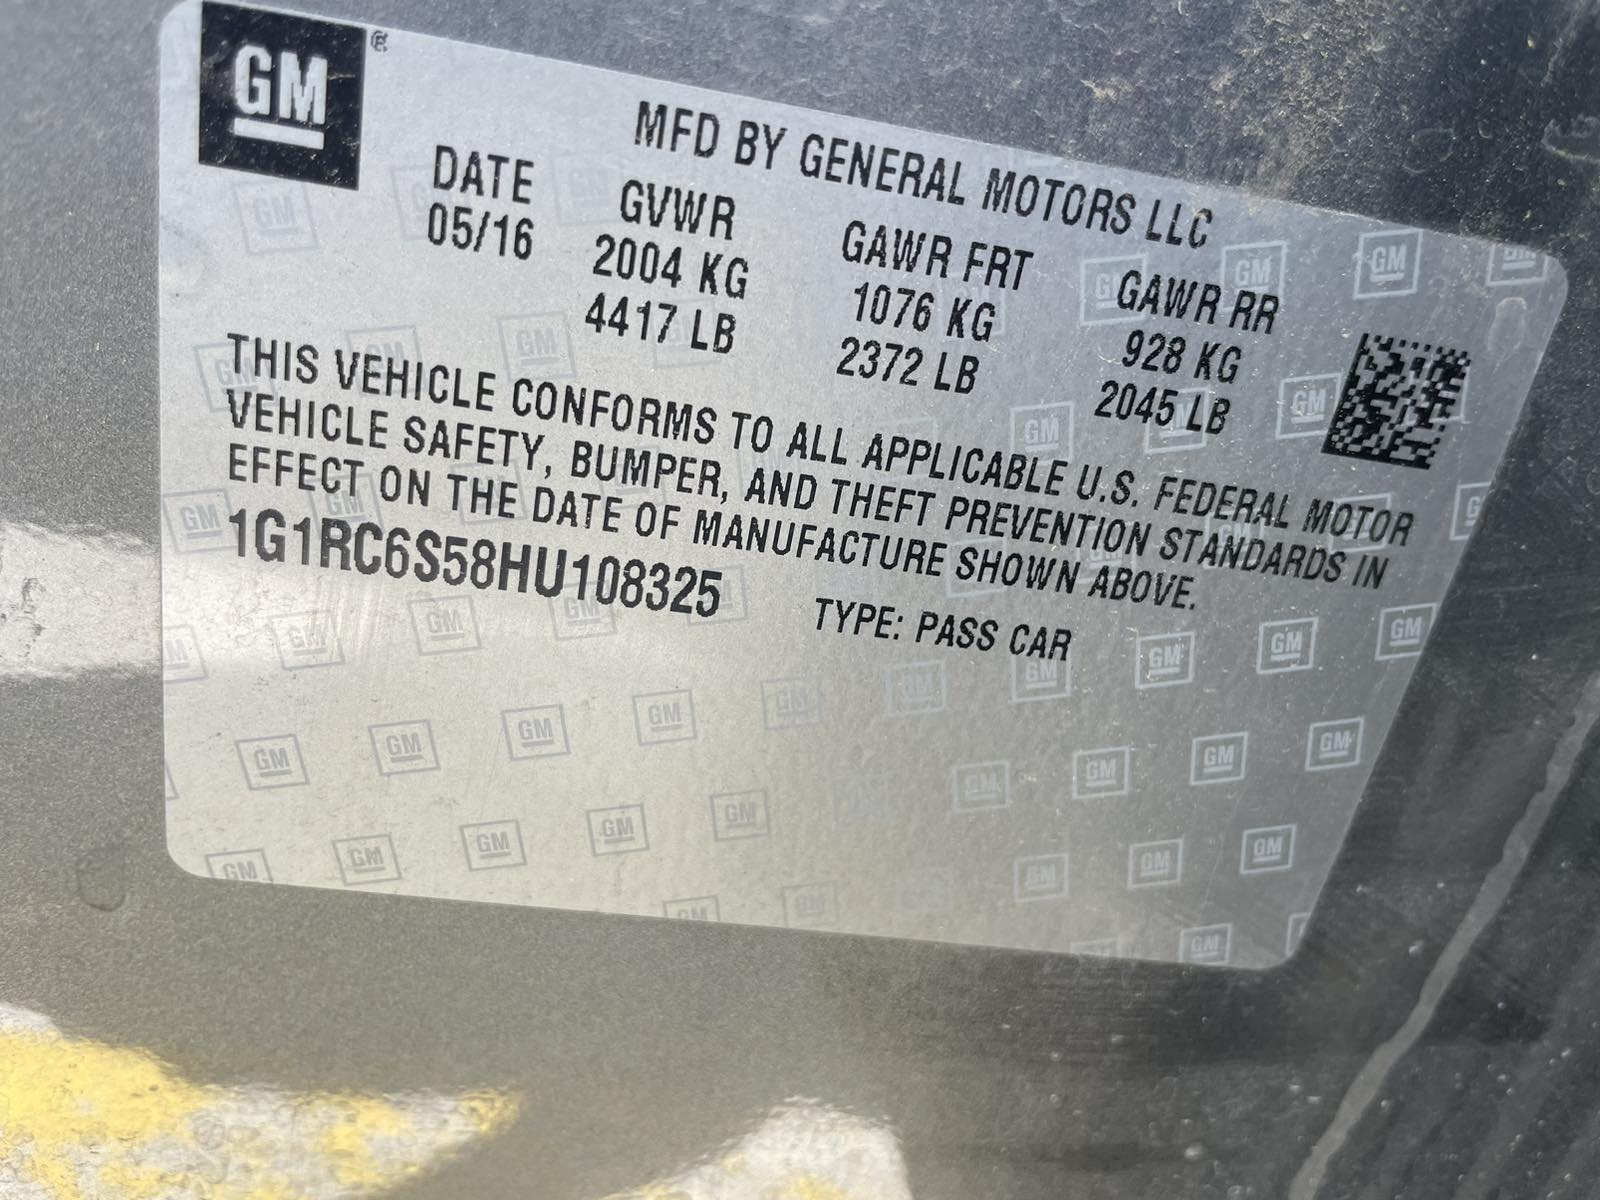 GM ®
MFD BY GENERAL MOTORS LLC
DATE GVWR GAWR FRT GAWR RR
05/16 2004 KG 1076 KG 928 KG
4417 LB 2372 LB 2045 LB
THIS VEHICLE CONFORMS TO ALL APPLICABLE U.S. FEDERAL MOTOR
VEHICLE SAFETY, BUMPER, AND THEFT PREVENTION STANDARDS IN
EFFECT ON THE DATE OF MANUFACTURE SHOWN ABOVE.
1G1RC6S58HU108325 TYPE: PASS CAR